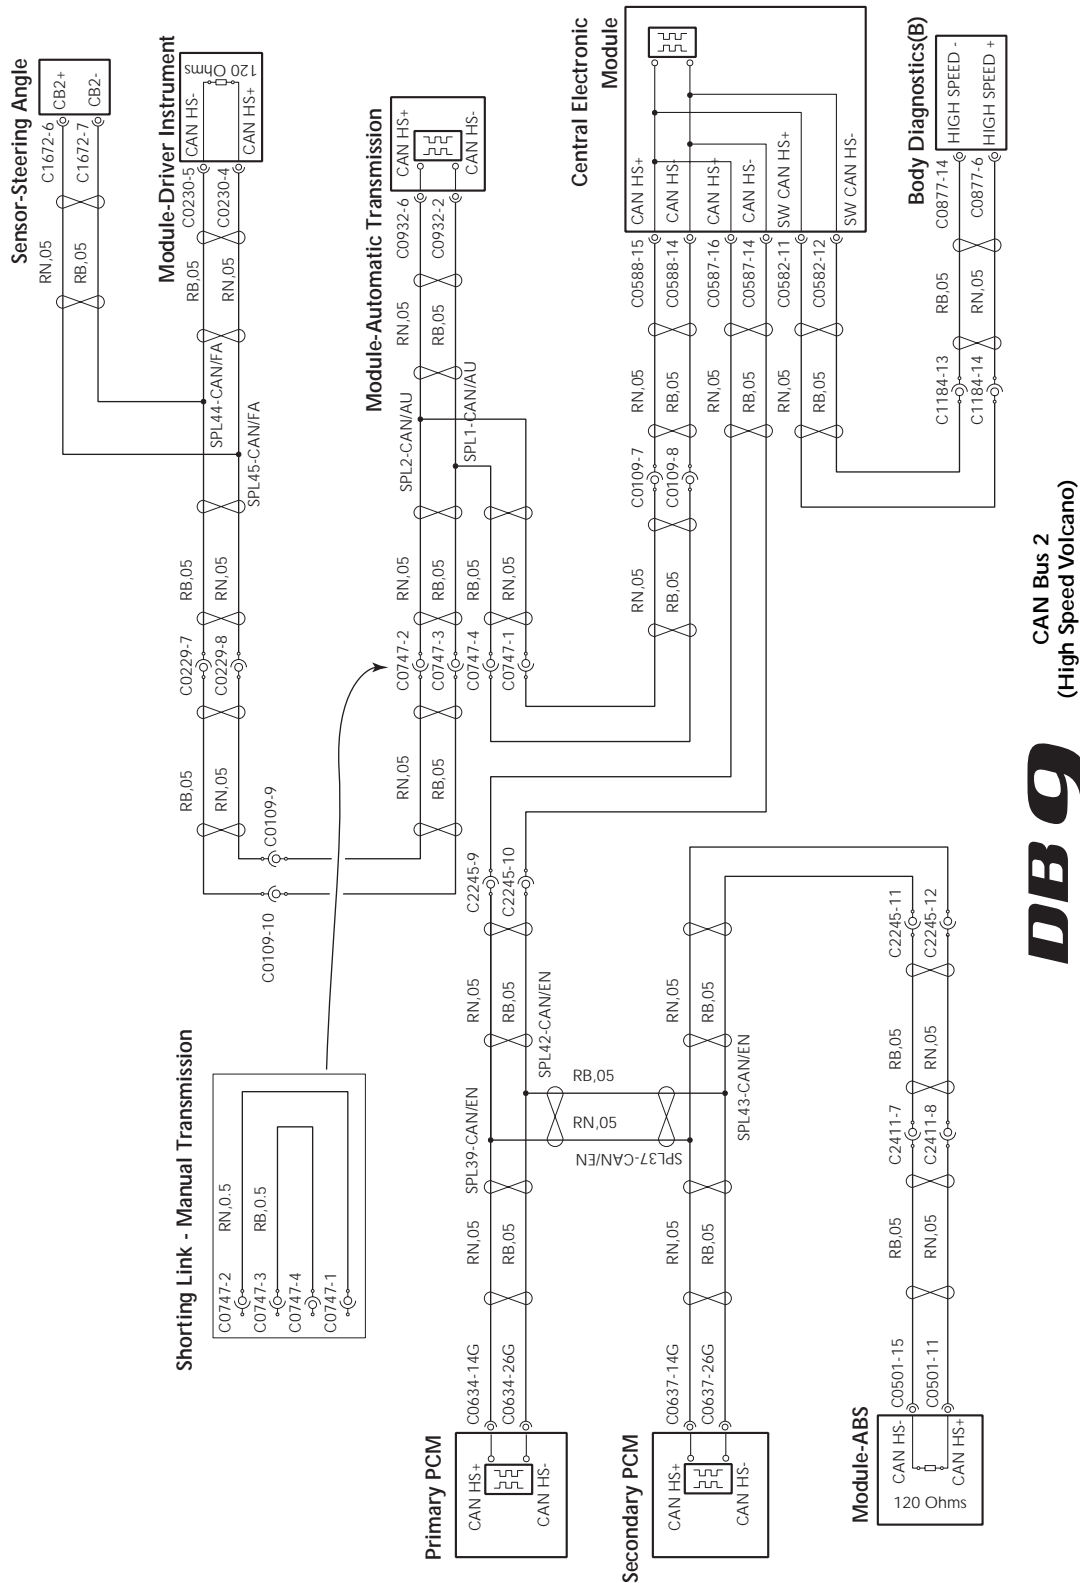 Sensor-Steering Angle
CB2+
CB2-
C1672-6
C1672-7
RN,05
RB,05
Module-Driver Instrument
CAN HS-
120 Ohms
CAN HS+
C0230-5
C0230-4
RB,05
RN,05
SPL44-CAN/FA
SPL45-CAN/FA
RB,05
RN,05
C0229-7
C0229-8
RB,05
RN,05
C0109-9
C0109-10
Module-Automatic Transmission
CAN HS+
CAN HS-
C0932-6
C0932-2
RN,05
RB,05
SPL2-CAN/AU
SPL1-CAN/AU
RN,05
RB,05
RB,05
RN,05
C0747-2
C0747-3
C0747-4
C0747-1
RN,05
RB,05
Central Electronic
Module
CAN HS+
CAN HS-
CAN HS+
CAN HS-
SW CAN HS+
SW CAN HS-
C0588-15
C0588-14
C0587-16
C0587-14
C0582-11
C0582-12
RN,05
RB,05
RN,05
RB,05
RN,05
RB,05
C0109-7
C0109-8
RN,05
RB,05
Body Diagnostics(B)
HIGH SPEED -
HIGH SPEED +
C0877-14
C0877-6
RB,05
RN,05
C1184-13
C1184-14
Shorting Link - Manual Transmission
RN,0.5
RB,0.5
C0747-2
C0747-3
C0747-4
C0747-1
C2245-9
C2245-10
RN,05
RB,05
SPL42-CAN/EN
SPL39-CAN/EN
RB,05
RN,05
SPL37-CAN/EN
SPL43-CAN/EN
RN,05
RB,05
C0634-14G
C0634-26G
Primary PCM
CAN HS+
CAN HS-
RN,05
RB,05
RN,05
RB,05
C0637-14G
C0637-26G
Secondary PCM
CAN HS+
CAN HS-
C2245-11
C2245-12
RB,05
RN,05
C2411-7
C2411-8
RB,05
RN,05
C0501-15
C0501-11
Module-ABS
CAN HS-
CAN HS+
120 Ohms
CAN Bus 2
(High Speed Volcano)
DB 9